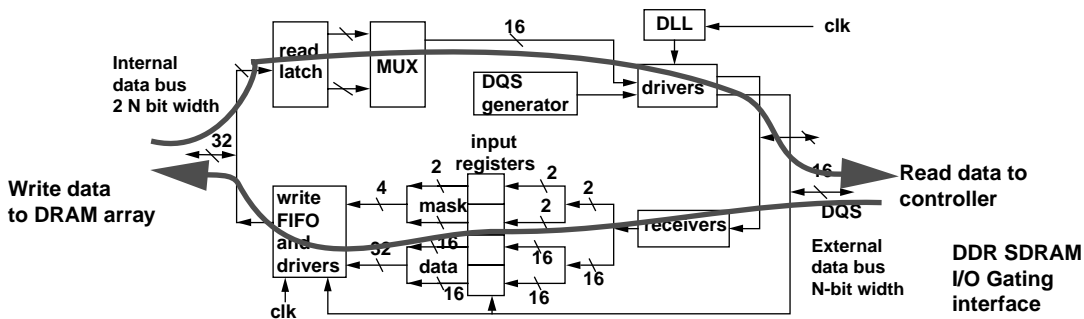 Internal
data bus
2 N bit width
32
read
latch
MUX
16
DQS
generator
DLL
clk
drivers
Write data
to DRAM array
write
FIFO
and
drivers
clk
4
32
input
registers
2
mask
16
data
16
2
2
2
16
16
receivers
16
DQS
Read data to
controller
External
data bus
N-bit width
DDR SDRAM
I/O Gating
interface